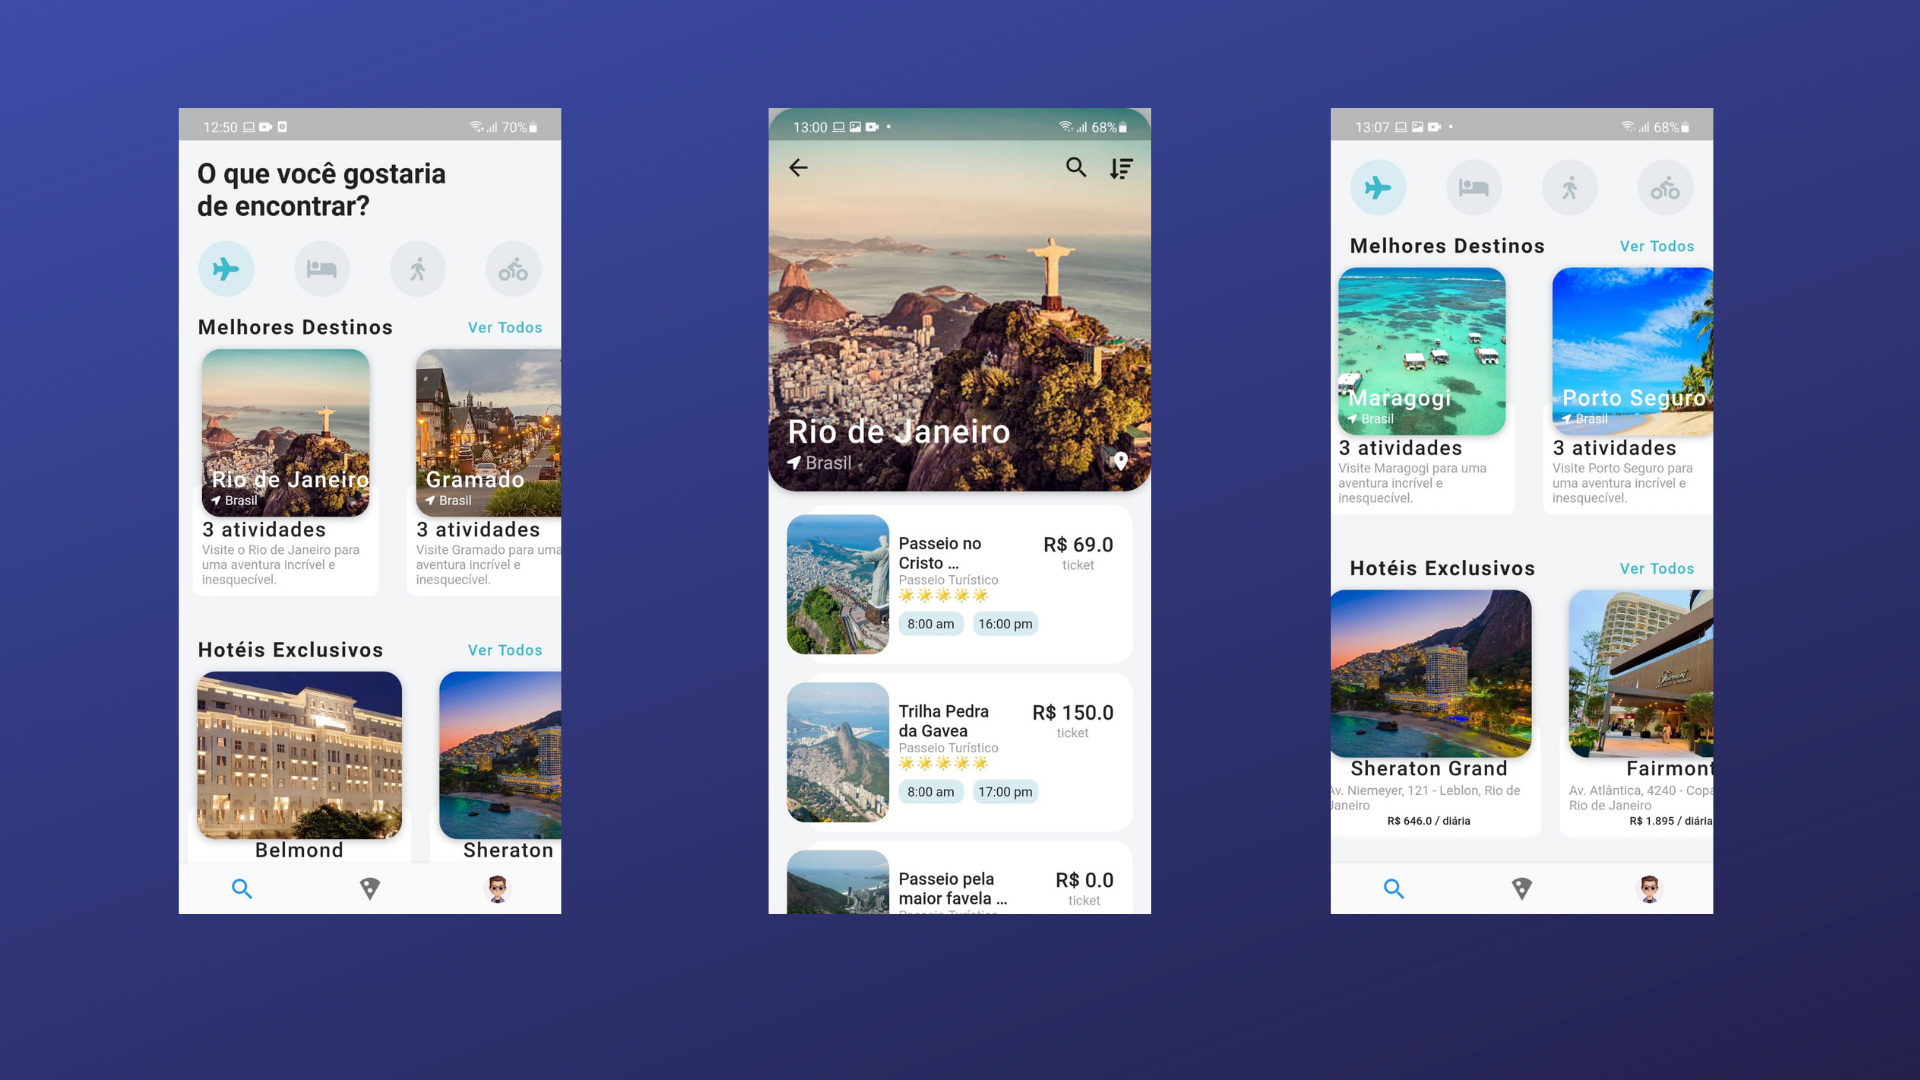 12:50
70%
O que você gostaria
de encontrar?
Melhores Destinos
Ver Todos
Rio de Janeiro
Brasil
3 atividades
Visite o Rio de Janeiro para
uma aventura incrível e
inesquecível.
Gramado
Brasil
3 atividades
Visite Gramado para uma
aventura incrível e
inesquecível.
Hotéis Exclusivos
Ver Todos
Belmond
Sheraton
13:00
68%
Rio de Janeiro
Brasil
Passeio no
Cristo ...
Passeio Turístico
8:00 am
16:00 pm
R$ 69.0
ticket
Trilha Pedra
da Gavea
Passeio Turístico
8:00 am
17:00 pm
R$ 150.0
ticket
Passeio pela
maior favela ...
Passeio Turístico
R$ 0.0
ticket
13:07
68%
Melhores Destinos
Ver Todos
Maragogi
Brasil
3 atividades
Visite Maragogi para uma
aventura incrível e
inesquecível.
Porto Seguro
Brasil
3 atividades
Visite Porto Seguro para
uma aventura incrível e
inesquecível.
Hotéis Exclusivos
Ver Todos
Sheraton Grand
Av. Niemeyer, 121 - Leblon, Rio de
Janeiro
R$ 646.0 / diária
Fairmont
Fairmont
Av. Atlântica, 4240 - Copa
Rio de Janeiro
R$ 1.895 / diária